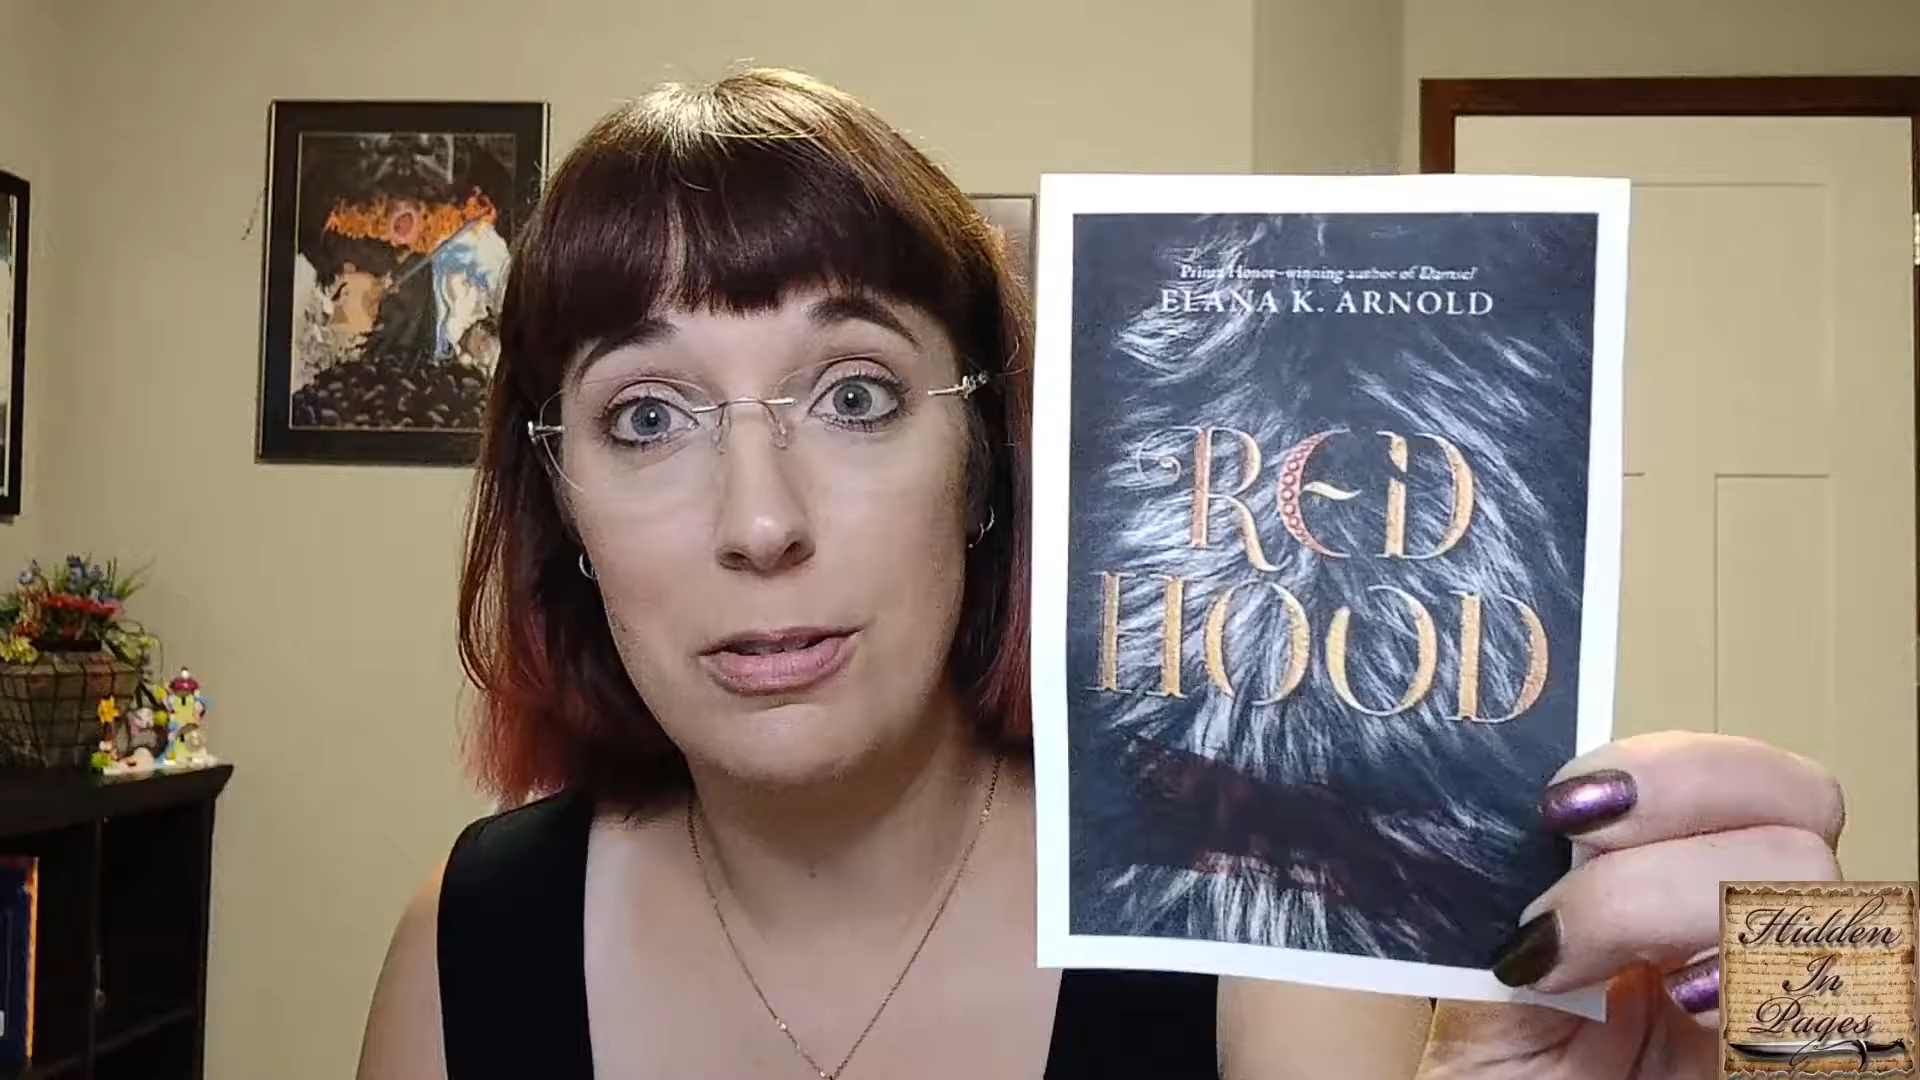 Printz Honor-winning author of Damsel
ELANA K. ARNOLD
RED
HOOD
Hidden
In
Pages